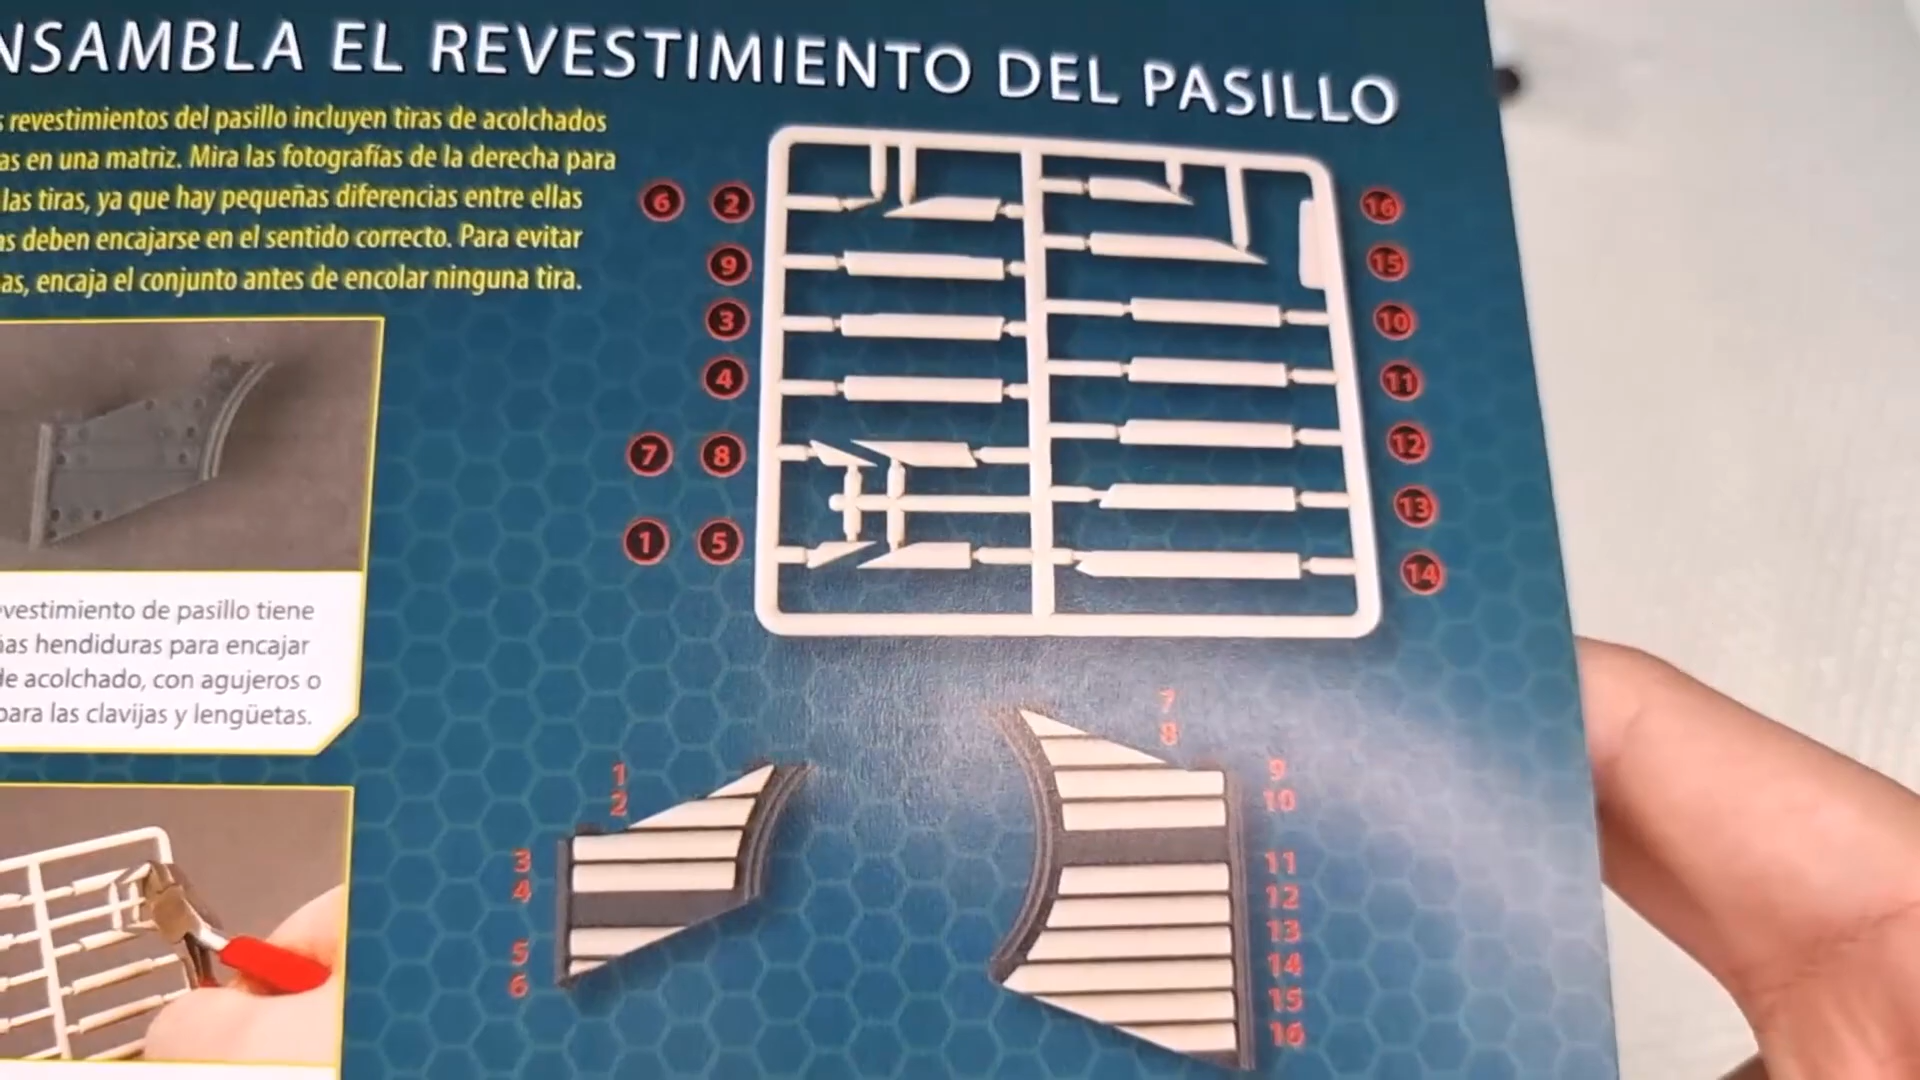 NSAMBLA EL REVESTIMIENTO DEL PASILLO
s revestimientos del pasillo incluyen tiras de acolchados
as en una matriz. Mira las fotografías de la derecha para
las tiras, ya que hay pequeñas diferencias entre ellas
as deben encajarse en el sentido correcto. Para evitar
as, encaja el conjunto antes de encolar ninguna tira.
6 2
9
3
4
7 8
1 5
16
15
10
11
12
13
14
evestimiento de pasillo tiene
ñas hendiduras para encajar
de acolchado, con agujeros o
para las clavijas y lengüetas.
1
2
3
4
5
6
7
8
9
10
11
12
13
14
15
16